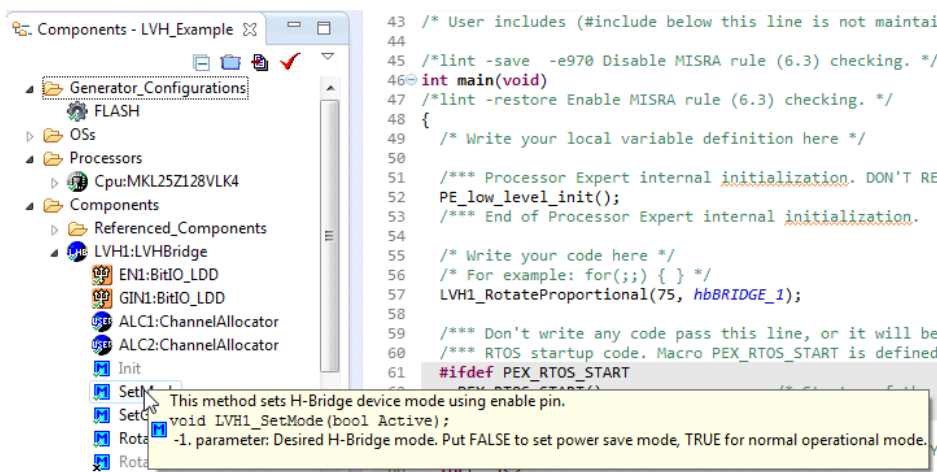 Components - LVH_Example
Generator_Configurations
FLASH
OSs
Processors
Cpu:MKL25Z128VLK4
Components
Referenced_Components
LVH1:LVHBridge
EN1:BitIO_LDD
GIN1:BitIO_LDD
ALC1:ChannelAllocator
ALC2:ChannelAllocator
Init
43 /* User includes (#include below this line is not maintai
44
45 /*lint -save -e970 Disable MISRA rule (6.3) checking. */
46 int main(void)
47 /*lint -restore Enable MISRA rule (6.3) checking. */
48 {
49 /* Write your local variable definition here */
50
51 /*** Processor Expert internal initialization. DON'T RE
52 PE_low_level_init();
53 /*** End of Processor Expert internal initialization.
54
55 /* Write your code here */
56 /* For example: for(;;) { } */
57 LVH1_RotateProportional(75, hbBRIDGE_1);
58
59 /*** Don't write any code pass this line, or it will be
60 /*** RTOS startup code. Macro PEX_RTOS_START is defined
61 #ifdef PEX_RTOS_START
This method sets H-Bridge device mode using enable pin.
void LVH1_SetMode(bool Active);
-1. parameter: Desired H-Bridge mode. Put FALSE to set power save mode, TRUE for normal operational mode.